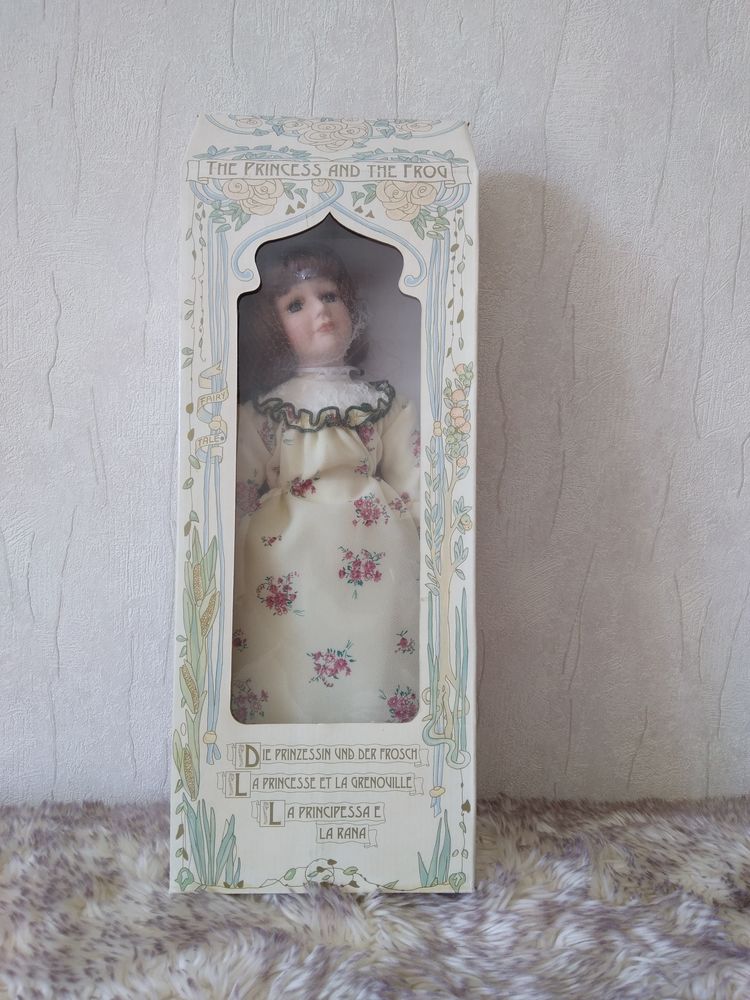 THE PRINCESS AND THE FROG
FAIRY
TALE
DIE PRINZESSIN UND DER FROSCH
LA PRINCESSE ET LA GRENOUILLE
LA PRINCIPESSA E
LA RANA